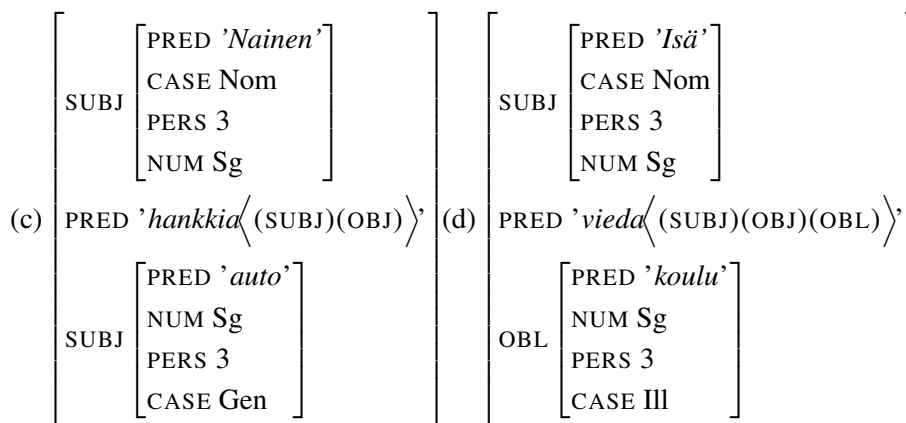 (c)
SUBJ
PRED ’Nainen’
CASE Nom
PERS 3
NUM Sg
PRED ’hankkia⟨(SUBJ)(OBJ)⟩’
SUBJ
PRED ’auto’
NUM Sg
PERS 3
CASE Gen
(d)
SUBJ
PRED ’Isä’
CASE Nom
PERS 3
NUM Sg
PRED ’vieda⟨(SUBJ)(OBJ)(OBL)⟩’
OBL
PRED ’koulu’
NUM Sg
PERS 3
CASE Ill